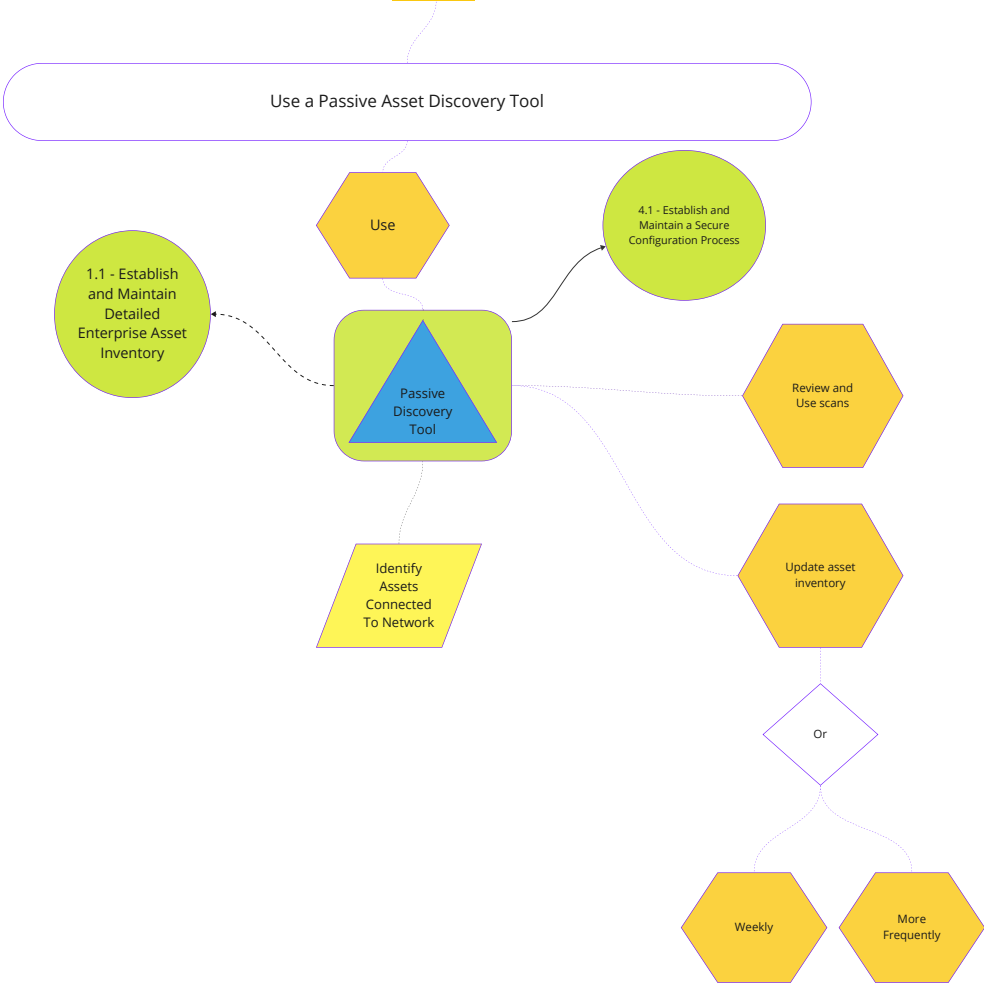 Use a Passive Asset Discovery Tool
Use
4.1 - Establish and
Maintain a Secure
Configuration Process
1.1 - Establish
and Maintain
Detailed
Enterprise Asset
Inventory
Passive
Discovery
Tool
Review and
Use scans
Identify
Assets
Connected
To Network
Update asset
inventory
Or
Weekly
More
Frequently